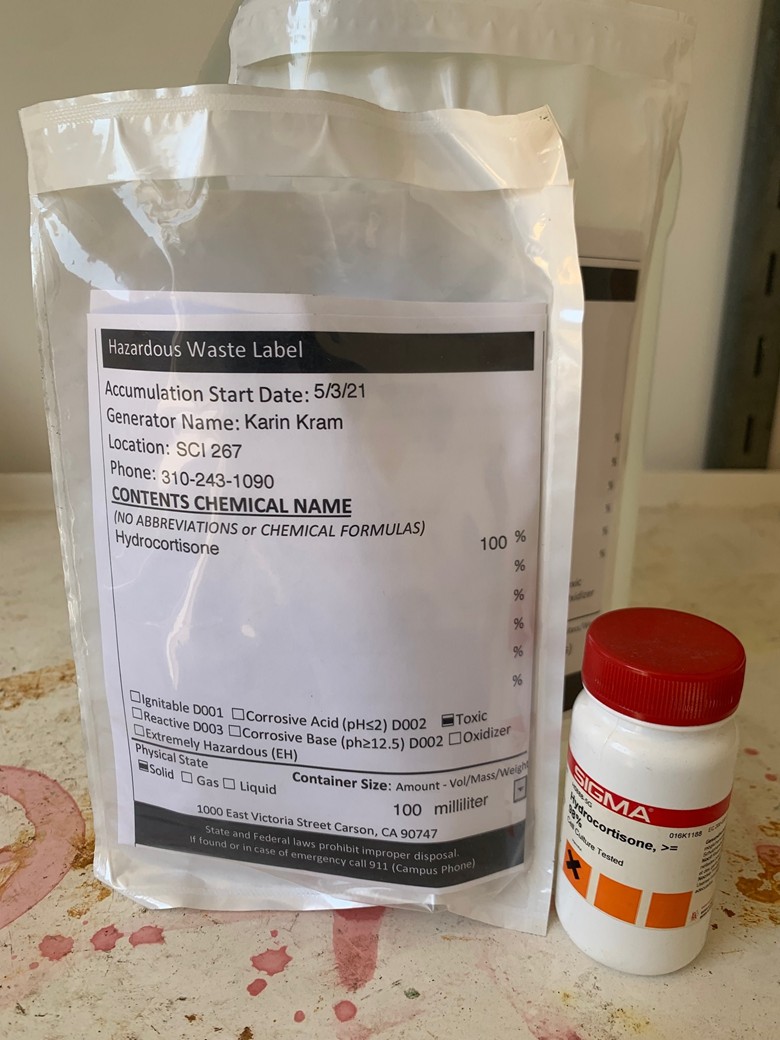 Hazardous Waste Label
Accumulation Start Date: 5/3/21
Generator Name: Karin Kram
Location: SCI 267
Phone: 310-243-1090
CONTENTS CHEMICAL NAME
(NO ABBREVIATIONS or CHEMICAL FORMULAS)
Hydrocortisone 100 %
%
%
%
%
%
☐Ignitable D001 ☐Corrosive Acid (pH≤2) D002 ☒Toxic
☐Reactive D003 ☐Corrosive Base (ph≥12.5) D002 ☐Oxidizer
☐Extremely Hazardous (EH)
Physical State
☒Solid ☐ Gas ☐ Liquid
Container Size: Amount - Vol/Mass/Weight
100 milliliter
1000 East Victoria Street Carson, CA 90747
State and Federal laws prohibit improper disposal.
If found or in case of emergency call 911 (Campus Phone)
%
%
%
%
%
SIGMA
016K1188
Hydrocortisone, >=
98%
Culture Tested